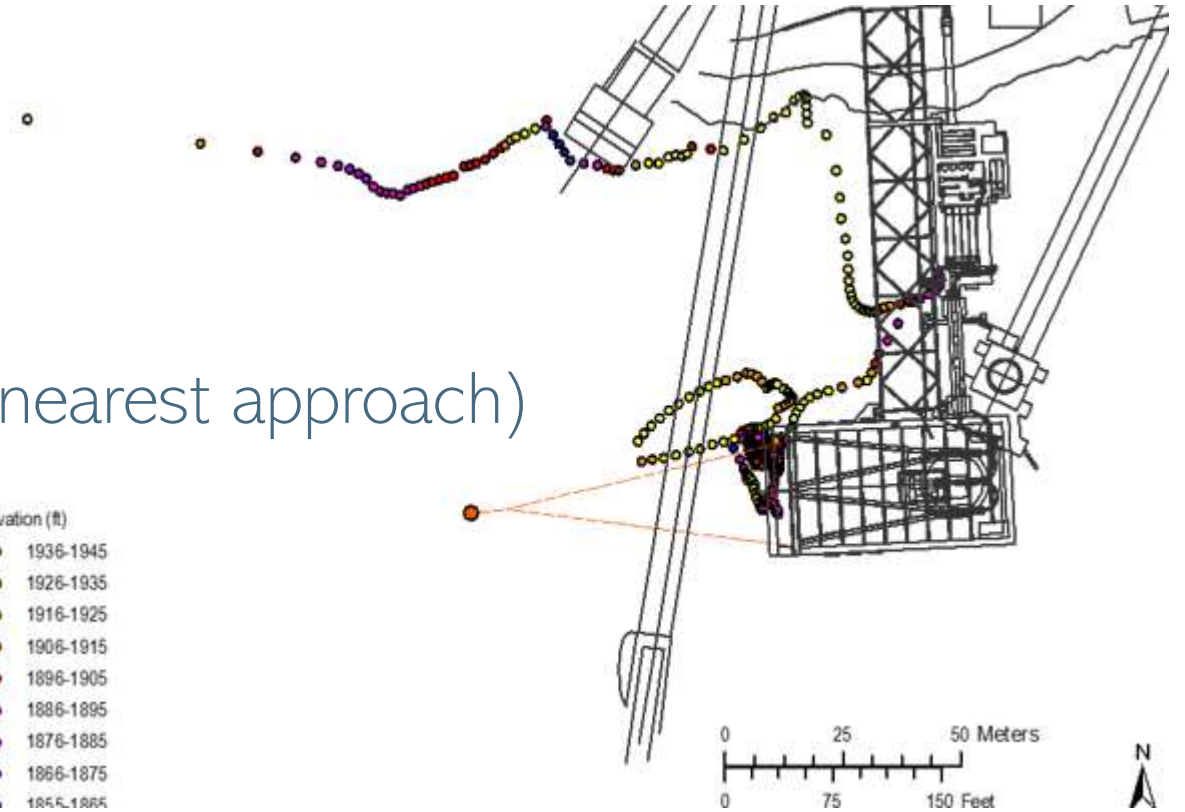 nearest approach)
vation (ft)
1936-1945
1926-1935
1916-1925
1906-1915
1896-1905
1886-1895
1876-1885
1866-1875
1855-1865
0 25 50 Meters
0 75 150 Feet
N